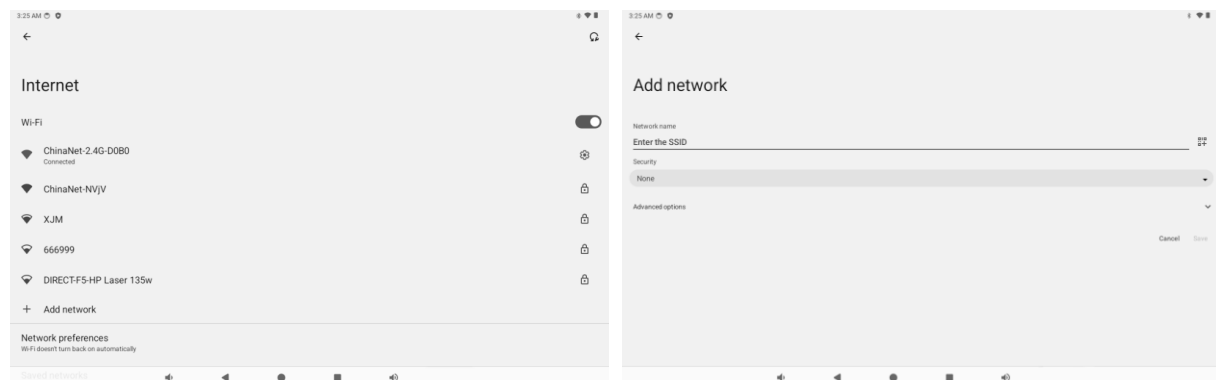 3:25 AM
Internet
Wi-Fi
ChinaNet-2.4G-D0B0
Connected
ChinaNet-NVjV
XJM
666999
DIRECT-F5-HP Laser 135w
Add network
Network preferences
Wi-Fi doesn't turn back on automatically
Saved networks
3:25 AM
Add network
Network name
Enter the SSID
Security
None
Advanced options
Cancel Save